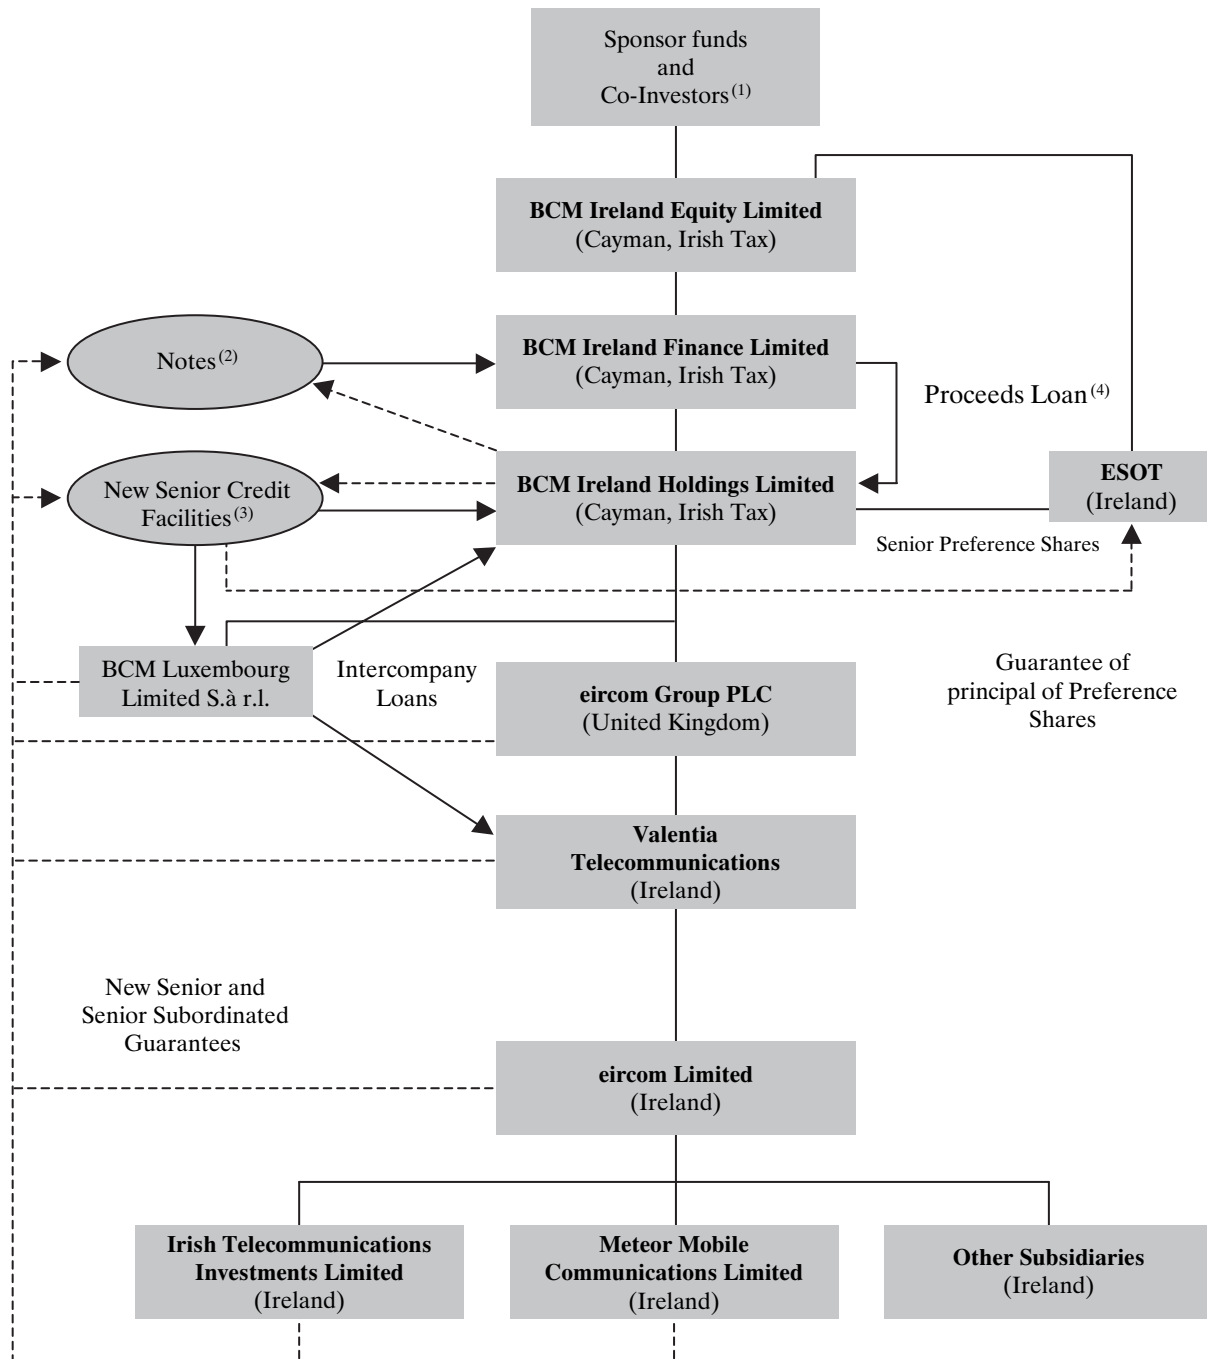 Sponsor funds
and
Co-Investors(1)
BCM Ireland Equity Limited
(Cayman, Irish Tax)
Notes(2)
BCM Ireland Finance Limited
(Cayman, Irish Tax)
Proceeds Loan(4)
New Senior Credit
Facilities(3)
BCM Ireland Holdings Limited
(Cayman, Irish Tax)
ESOT
(Ireland)
Senior Preference Shares
BCM Luxembourg
Limited S.à r.l.
Intercompany
Loans
eircom Group PLC
(United Kingdom)
Guarantee of
principal of Preference
Shares
Valentia
Telecommunications
(Ireland)
New Senior and
Senior Subordinated
Guarantees
eircom Limited
(Ireland)
Irish Telecommunications
Investments Limited
(Ireland)
Meteor Mobile
Communications Limited
(Ireland)
Other Subsidiaries
(Ireland)